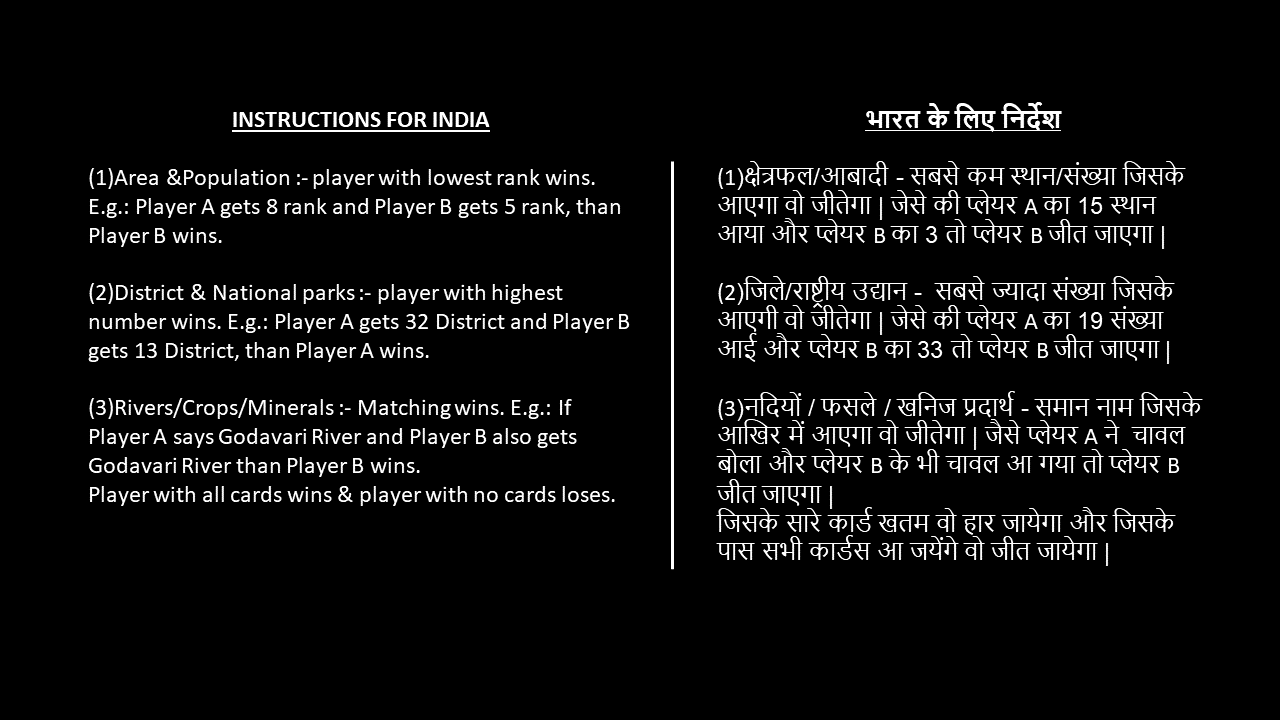 INSTRUCTIONS FOR INDIA
(1)Area &Population :- player with lowest rank wins.
E.g.: Player A gets 8 rank and Player B gets 5 rank, than
Player B wins.
(2)District & National parks :- player with highest
number wins. E.g.: Player A gets 32 District and Player B
gets 13 District, than Player A wins.
(3)Rivers/Crops/Minerals :- Matching wins. E.g.: If
Player A says Godavari River and Player B also gets
Godavari River than Player B wins.
Player with all cards wins & player with no cards loses.
भारत के लिए निर्देश
(1)क्षेत्रफल/आबादी - सबसे कम स्थान/संख्या जिसके
आएगा वो जीतेगा | जेसे की प्लेयर A का 15 स्थान
आया और प्लेयर B का 3 तो प्लेयर B जीत जाएगा |
(2)जिले/राष्ट्रीय उद्यान - सबसे ज्यादा संख्या जिसके
आएगी वो जीतेगा | जेसे की प्लेयर A का 19 संख्या
आई और प्लेयर B का 33 तो प्लेयर B जीत जाएगा |
(3)नदियों / फसले / खनिज प्रदार्थ - समान नाम जिसके
आखिर में आएगा वो जीतेगा | जैसे प्लेयर A ने चावल
बोला और प्लेयर B के भी चावल आ गया तो प्लेयर B
जीत जाएगा |
जिसके सारे कार्ड खतम वो हार जायेगा और जिसके
पास सभी कार्डस आ जयेंगे वो जीत जायेगा |